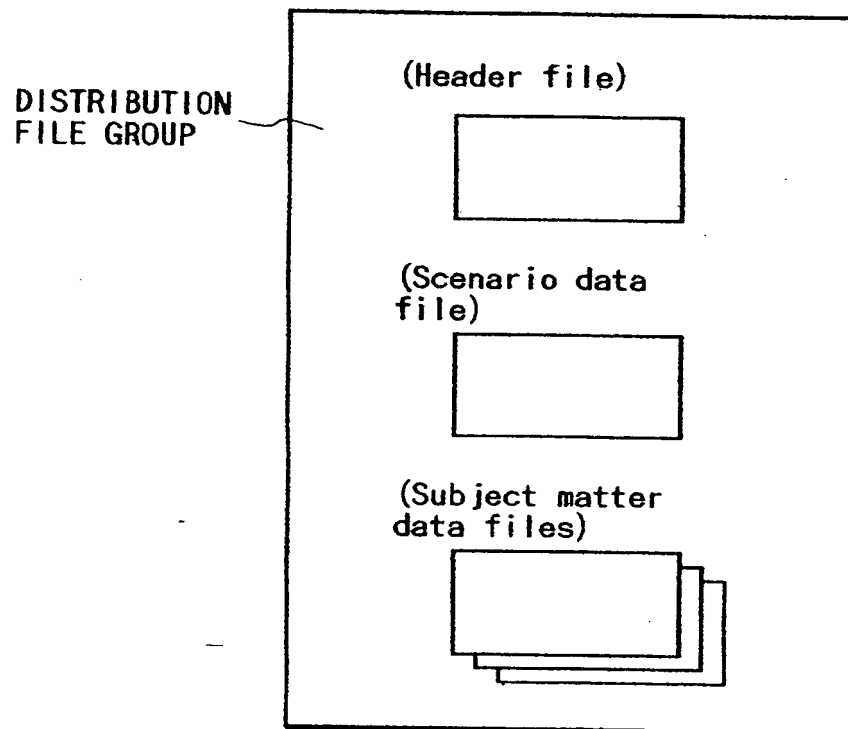 (Header file)
DISTRIBUTION
FILE GROUP
(Scenario data
file)
(Subject matter
data files)